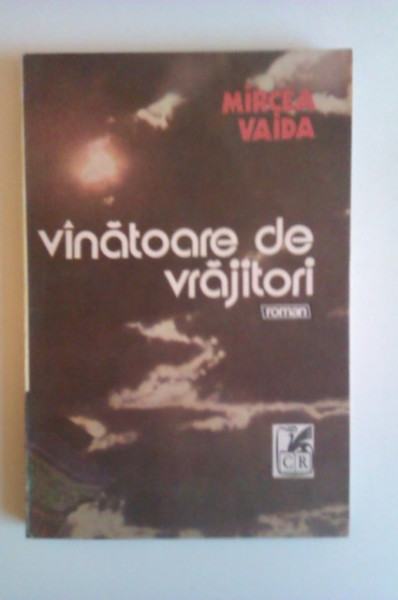 MIRCEA
VAIDA
vînătoare de
vrăjitori
roman
CR